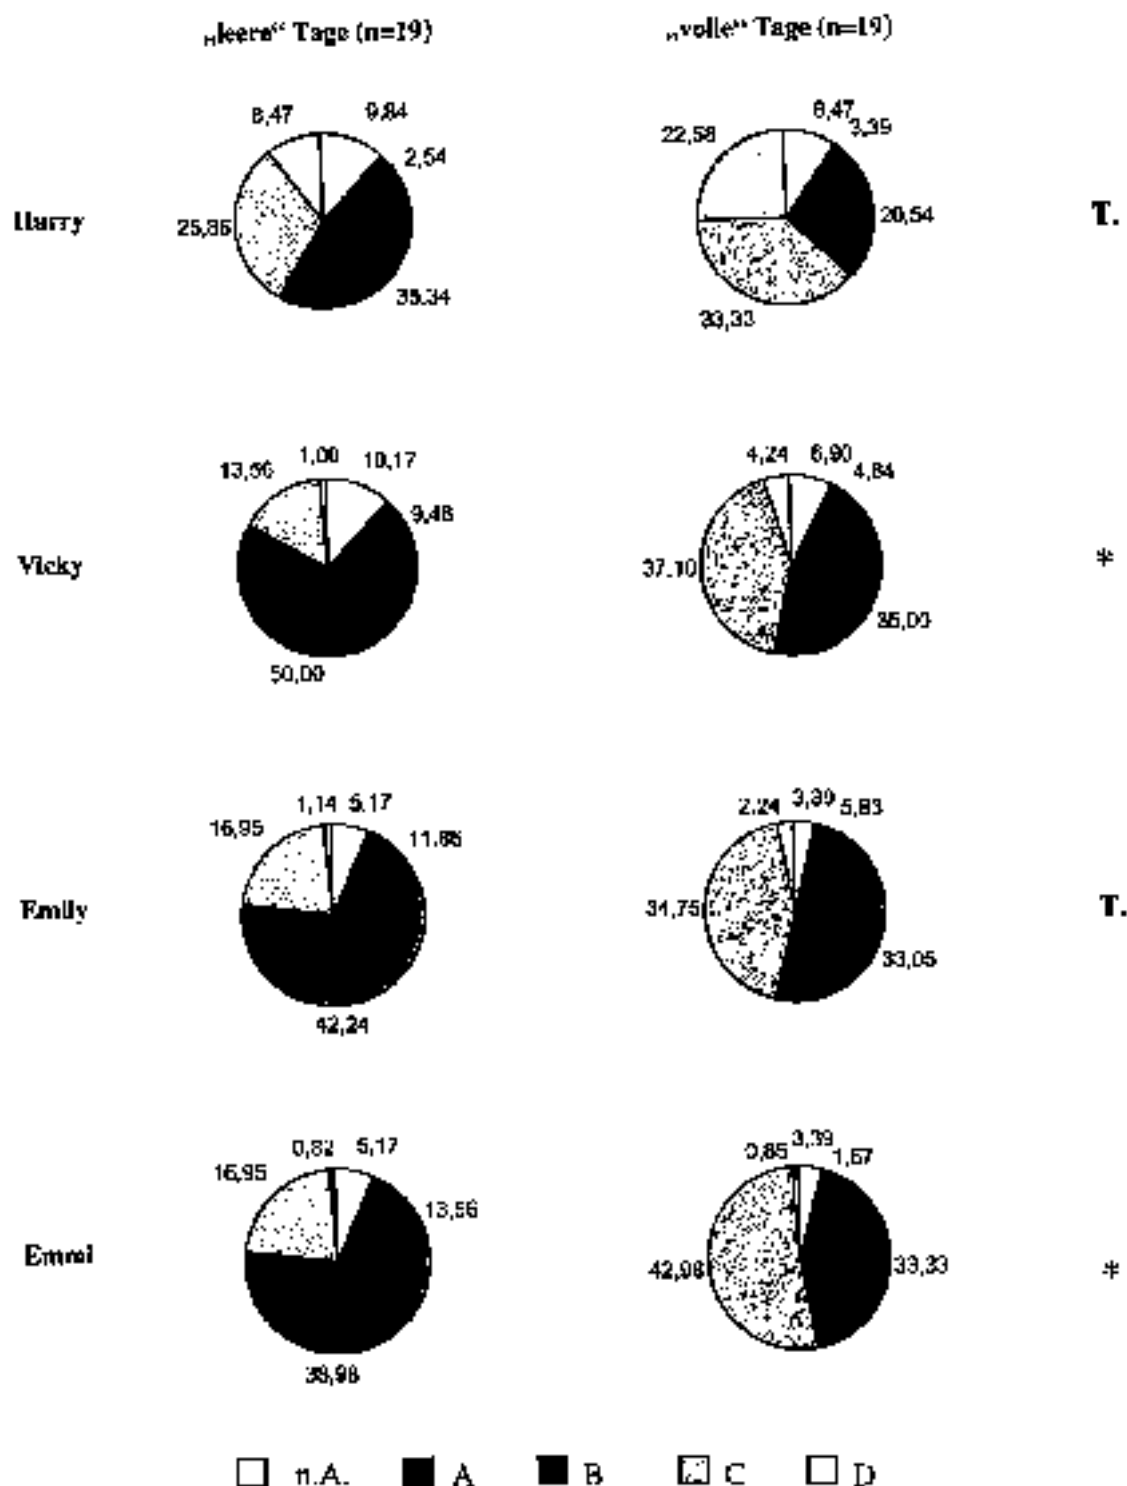 „leere“ Tage (n=19) „volle“ Tage (n=19)
8,47 9,84
2,54
25,86
35,34
8,47
3,39
22,58
20,54
33,33
Harry T.
13,56 1,00 10,17
9,48
50,00
4,24 6,90
4,84
37,10
35,00
Vicky *
16,95 1,14 5,17
11,86
42,24
2,24 3,39 5,83
34,75
33,05
Emily T.
16,95 0,82 5,17
13,56
38,98
0,85 3,39 1,67
42,98 33,33
Emmi *
n.A. A B C D